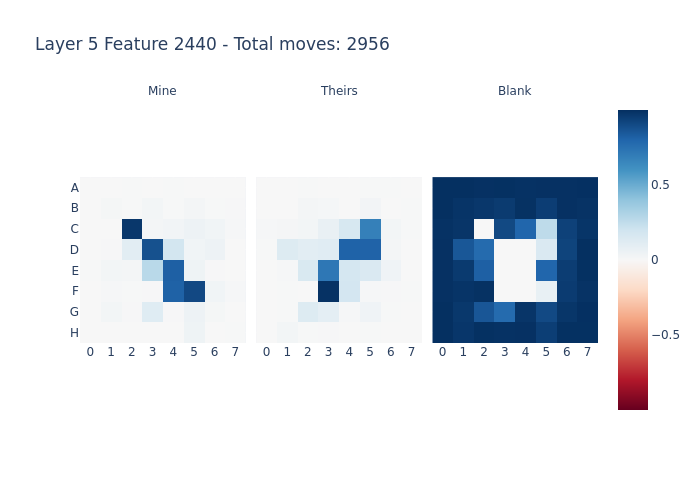 Layer 5 Feature 2440 - Total moves: 2956
Mine Theirs Blank
A
B
C
D
E
F
G
H
0 1 2 3 4 5 6 7 0 1 2 3 4 5 6 7 0 1 2 3 4 5 6 7
0.5
0
−0.5